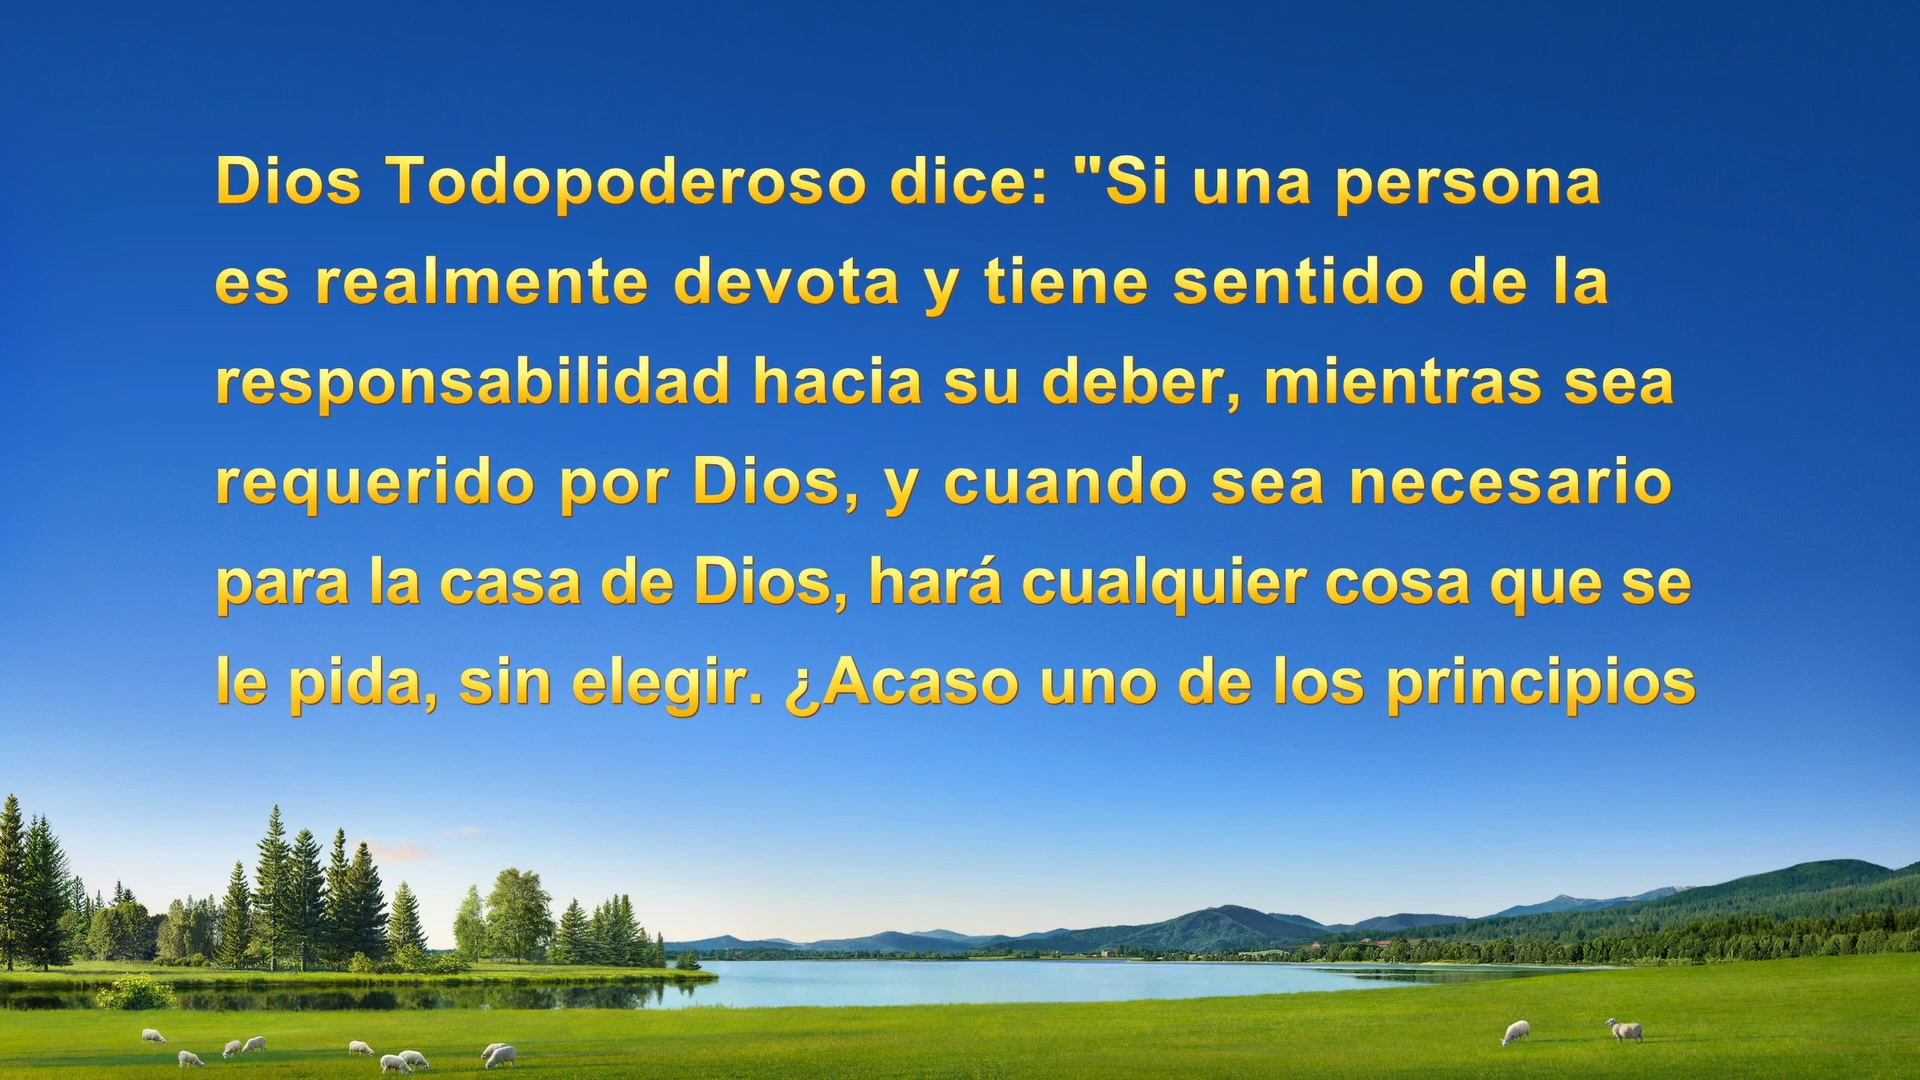 Dios Todopoderoso dice: "Si una persona
es realmente devota y tiene sentido de la
responsabilidad hacia su deber, mientras sea
requerido por Dios, y cuando sea necesario
para la casa de Dios, hará cualquier cosa que se
le pida, sin elegir. ¿Acaso uno de los principios